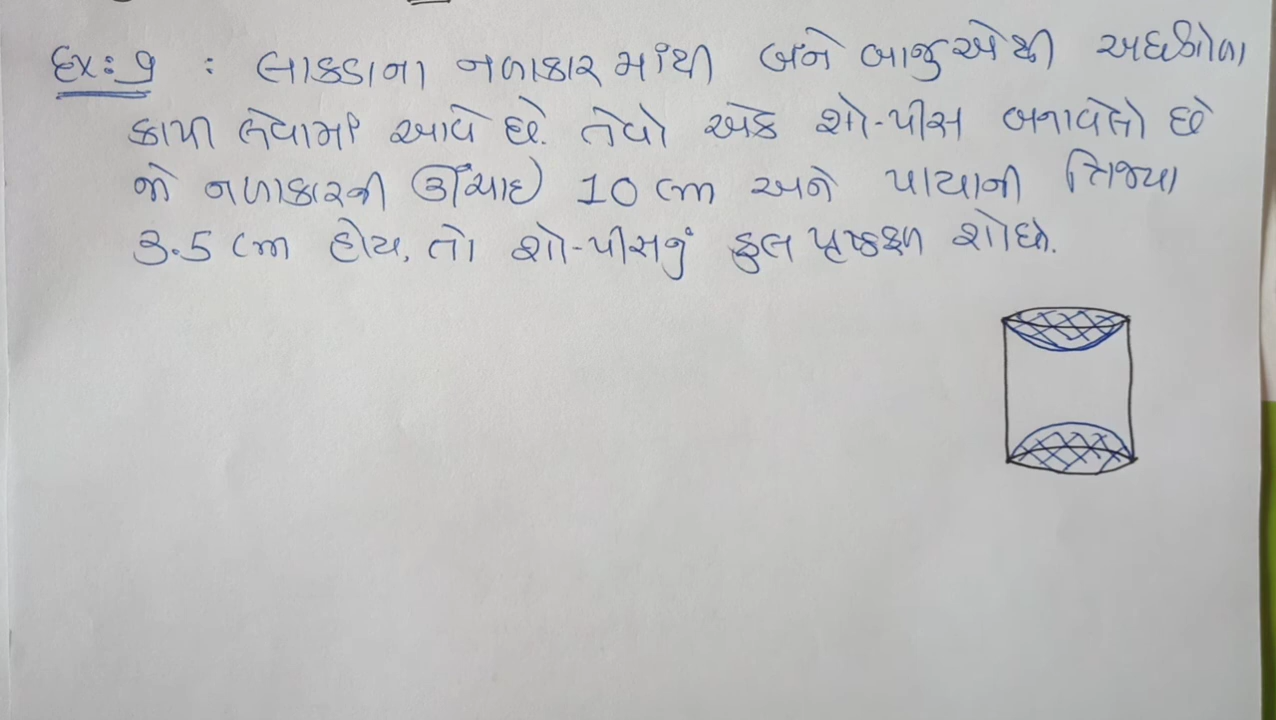 Ex: 9 : લાકડાના નળાકાર માંથી બંને બાજુએથી અર્ધગોળા
કાપી લેવામાં આવે છે. તેવો એક શો-પીસ બનાવેલો છે
જો નળાકારની ઊંચાઈ 10 cm અને પાયાની ત્રિજ્યા
3.5 cm હોય, તો શો-પીસનું કુલ પૃષ્ઠફળ શોધો.